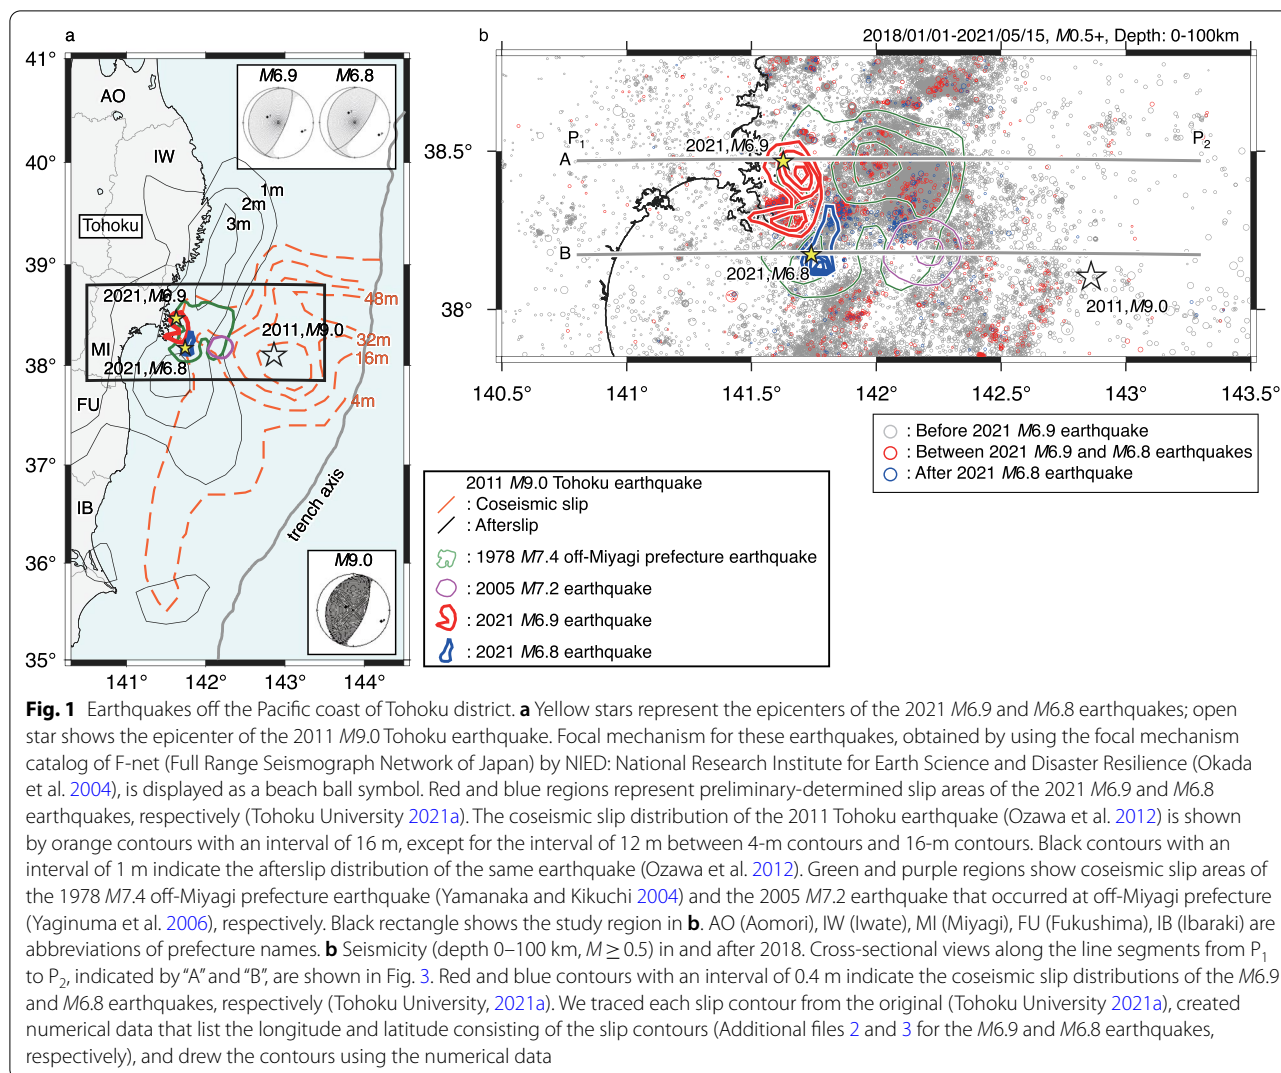 a
41°
40°
39°
38°
37°
36°
35°
141°
142°
143°
144°
AO
IW
Tohoku
MI
FU
IB
M6.9
M6.8
1m
2m
3m
48m
32m
16m
4m
2021,M6.9
2011,M9.0
2021,M6.8
trench axis
M9.0
b
2018/01/01-2021/05/15, M0.5+, Depth: 0-100km
38.5°
38°
140.5°
141°
141.5°
142°
142.5°
143°
143.5°
P1
P2
A
B
2021,M6.9
2021,M6.8
2011,M9.0
: Before 2021 M6.9 earthquake
: Between 2021 M6.9 and M6.8 earthquakes
: After 2021 M6.8 earthquake
2011 M9.0 Tohoku earthquake
: Coseismic slip
: Afterslip
: 1978 M7.4 off-Miyagi prefecture earthquake
: 2005 M7.2 earthquake
: 2021 M6.9 earthquake
: 2021 M6.8 earthquake
Fig. 1 Earthquakes off the Pacific coast of Tohoku district. a Yellow stars represent the epicenters of the 2021 M6.9 and M6.8 earthquakes; open
star shows the epicenter of the 2011 M9.0 Tohoku earthquake. Focal mechanism for these earthquakes, obtained by using the focal mechanism
catalog of F-net (Full Range Seismograph Network of Japan) by NIED: National Research Institute for Earth Science and Disaster Resilience (Okada
et al. 2004), is displayed as a beach ball symbol. Red and blue regions represent preliminary-determined slip areas of the 2021 M6.9 and M6.8
earthquakes, respectively (Tohoku University 2021a). The coseismic slip distribution of the 2011 Tohoku earthquake (Ozawa et al. 2012) is shown
by orange contours with an interval of 16 m, except for the interval of 12 m between 4-m contours and 16-m contours. Black contours with an
interval of 1 m indicate the afterslip distribution of the same earthquake (Ozawa et al. 2012). Green and purple regions show coseismic slip areas of
the 1978 M7.4 off-Miyagi prefecture earthquake (Yamanaka and Kikuchi 2004) and the 2005 M7.2 earthquake that occurred at off-Miyagi prefecture
(Yaginuma et al. 2006), respectively. Black rectangle shows the study region in b. AO (Aomori), IW (Iwate), MI (Miyagi), FU (Fukushima), IB (Ibaraki) are
abbreviations of prefecture names. b Seismicity (depth 0–100 km, M ≥ 0.5) in and after 2018. Cross-sectional views along the line segments from P1
to P2, indicated by “A” and “B”, are shown in Fig. 3. Red and blue contours with an interval of 0.4 m indicate the coseismic slip distributions of the M6.9
and M6.8 earthquakes, respectively (Tohoku University, 2021a). We traced each slip contour from the original (Tohoku University 2021a), created
numerical data that list the longitude and latitude consisting of the slip contours (Additional files 2 and 3 for the M6.9 and M6.8 earthquakes,
respectively), and drew the contours using the numerical data